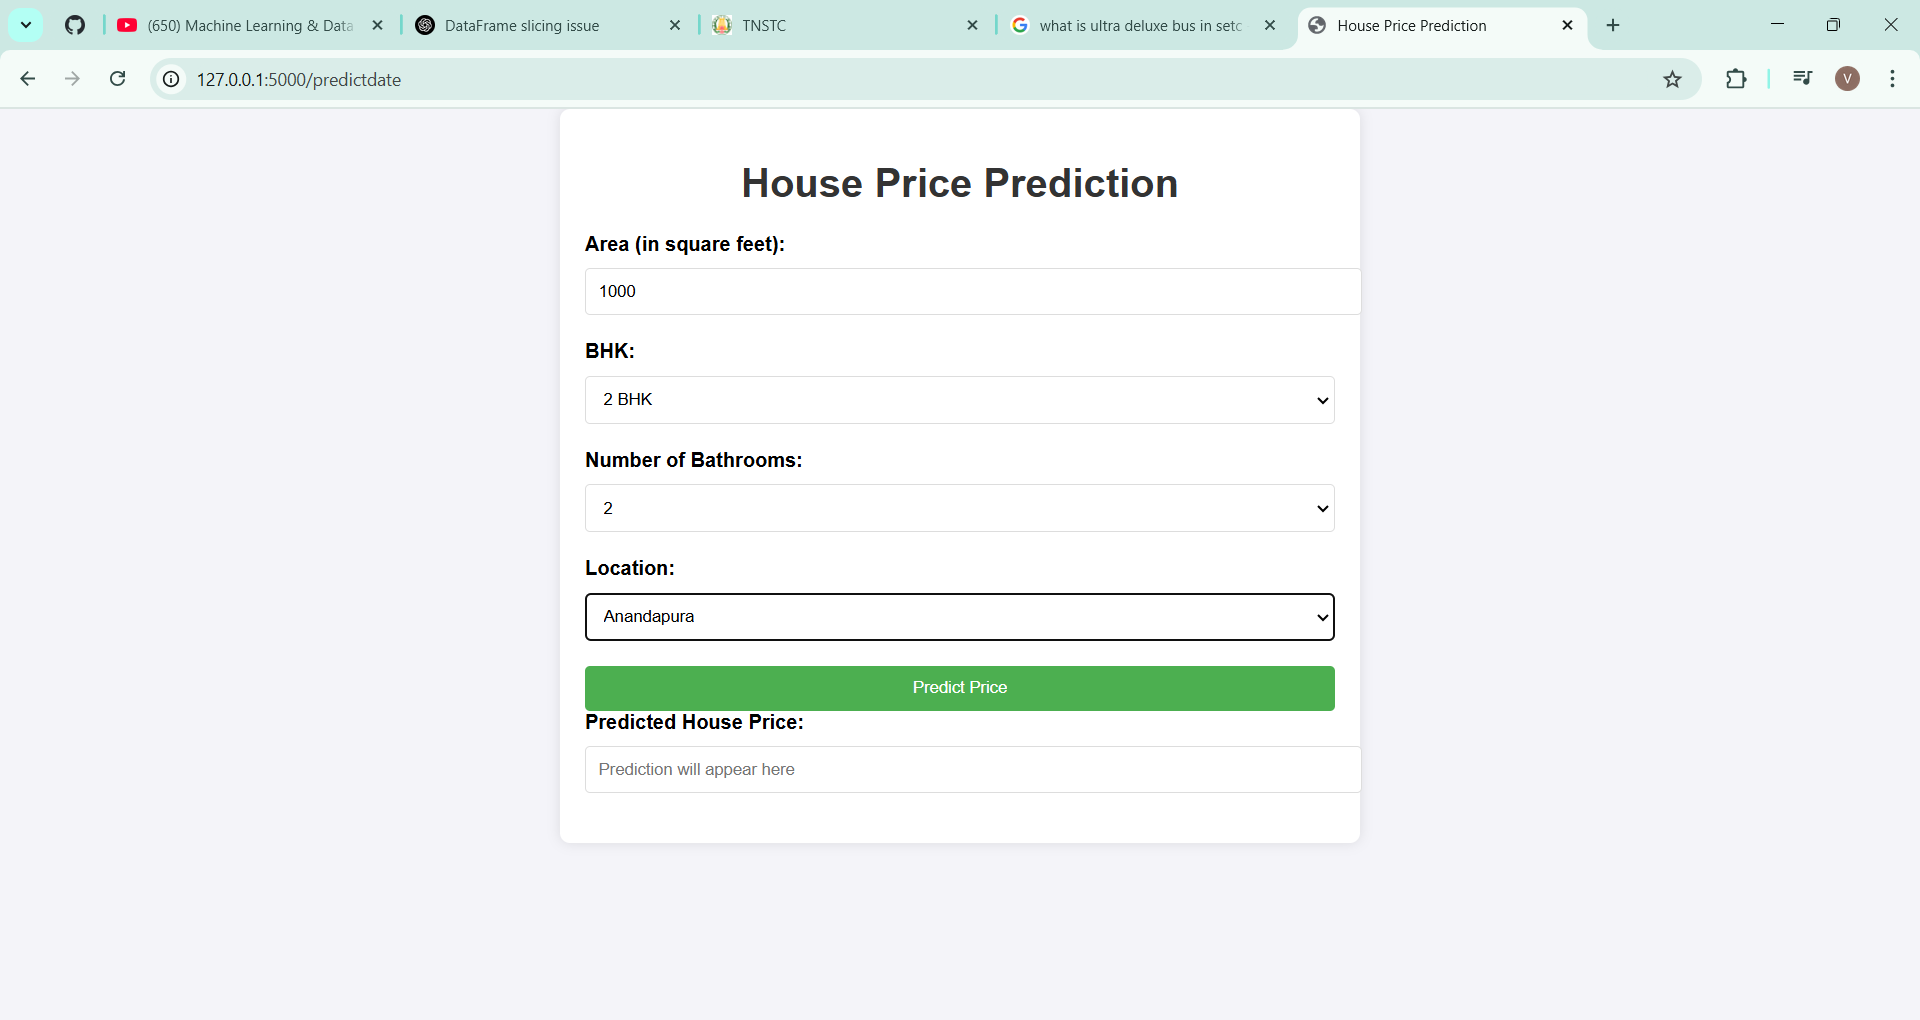 (650) Machine Learning & Data
DataFrame slicing issue
TNSTC
what is ultra deluxe bus in setc
House Price Prediction
127.0.0.1:5000/predictdate
V
House Price Prediction
Area (in square feet):
1000
BHK:
2 BHK
Number of Bathrooms:
2
Location:
Anandapura
Predict Price
Predicted House Price:
Prediction will appear here